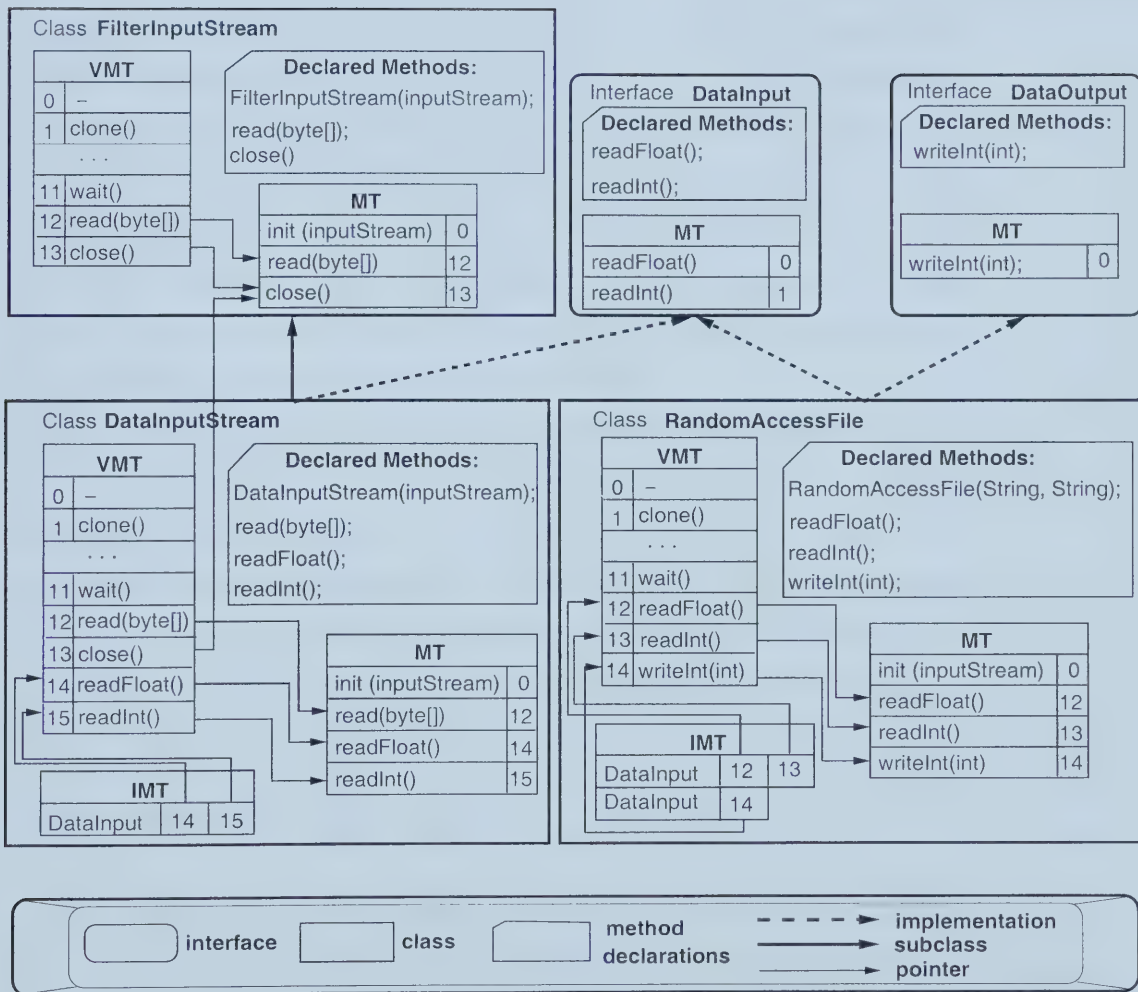 Class FilterInputStream
VMT
0 –
1 clone()
. . .
11 wait()
12 read(byte[])
13 close()
Declared Methods:
FilterInputStream(inputStream);
read(byte[]);
close()
MT
init (inputStream) 0
read(byte[]) 12
close() 13
Interface DataInput
Declared Methods:
readFloat();
readInt();
MT
readFloat() 0
readInt() 1
Interface DataOutput
Declared Methods:
writeInt(int);
MT
writeInt(int); 0
Class DataInputStream
VMT
0 –
1 clone()
. . .
11 wait()
12 read(byte[])
13 close()
14 readFloat()
15 readInt()
Declared Methods:
DataInputStream(inputStream);
read(byte[]);
readFloat();
readInt();
MT
init (inputStream) 0
read(byte[]) 12
readFloat() 14
readInt() 15
IMT
DataInput 14 15
Class RandomAccessFile
VMT
0 –
1 clone()
. . .
11 wait()
12 readFloat()
13 readInt()
14 writeInt(int)
Declared Methods:
RandomAccessFile(String, String);
readFloat();
readInt();
writeInt(int);
MT
init (inputStream) 0
readFloat() 12
readInt() 13
writeInt(int) 14
IMT
DataInput 12 13
DataInput 14
interface
class
method
declarations
implementation
subclass
pointer